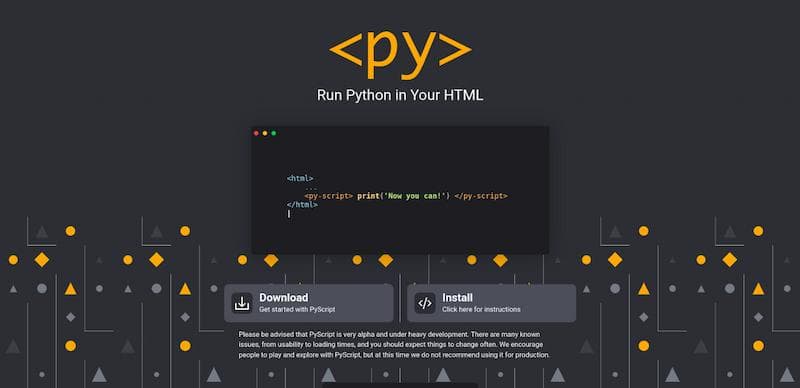 <py>
Run Python in Your HTML
<html>
...
<py-script> print('Now you can!') </py-script>
</html>
Download
Get started with PyScript
</>
Install
Click here for instructions
Please be advised that PyScript is very alpha and under heavy development. There are many known
issues, from usability to loading times, and you should expect things to change often. We encourage
people to play and explore with PyScript, but at this time we do not recommend using it for production.